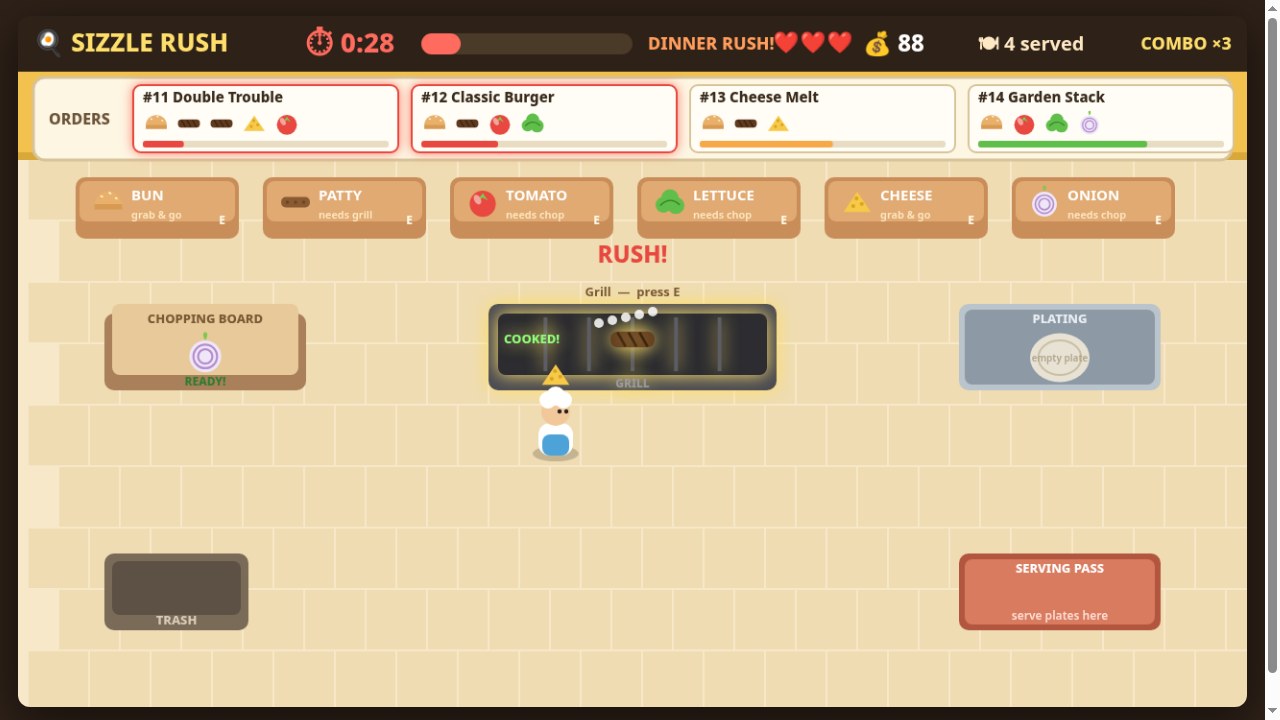 🍳 SIZZLE RUSH
0:28
DINNER RUSH!
88
4 served
COMBO ×3
ORDERS
#11 Double Trouble
#12 Classic Burger
#13 Cheese Melt
#14 Garden Stack
BUN
grab & go
E
PATTY
needs grill
E
TOMATO
needs chop
E
LETTUCE
needs chop
E
CHEESE
grab & go
E
ONION
needs chop
E
RUSH!
Grill — press E
CHOPPING BOARD
READY!
COOKED!
GRILL
PLATING
empty plate
TRASH
SERVING PASS
serve plates here